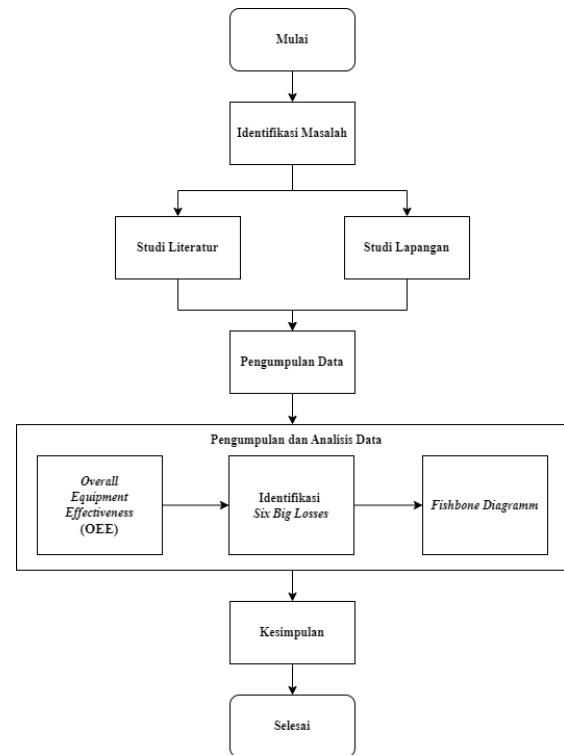 Mulai
Identifikasi Masalah
Studi Literatur
Studi Lapangan
Pengumpulan Data
Pengumpulan dan Analisis Data
Overall
Equipment
Effectiveness
(OEE)
Identifikasi
Six Big Losses
Fishbone Diagramm
Kesimpulan
Selesai